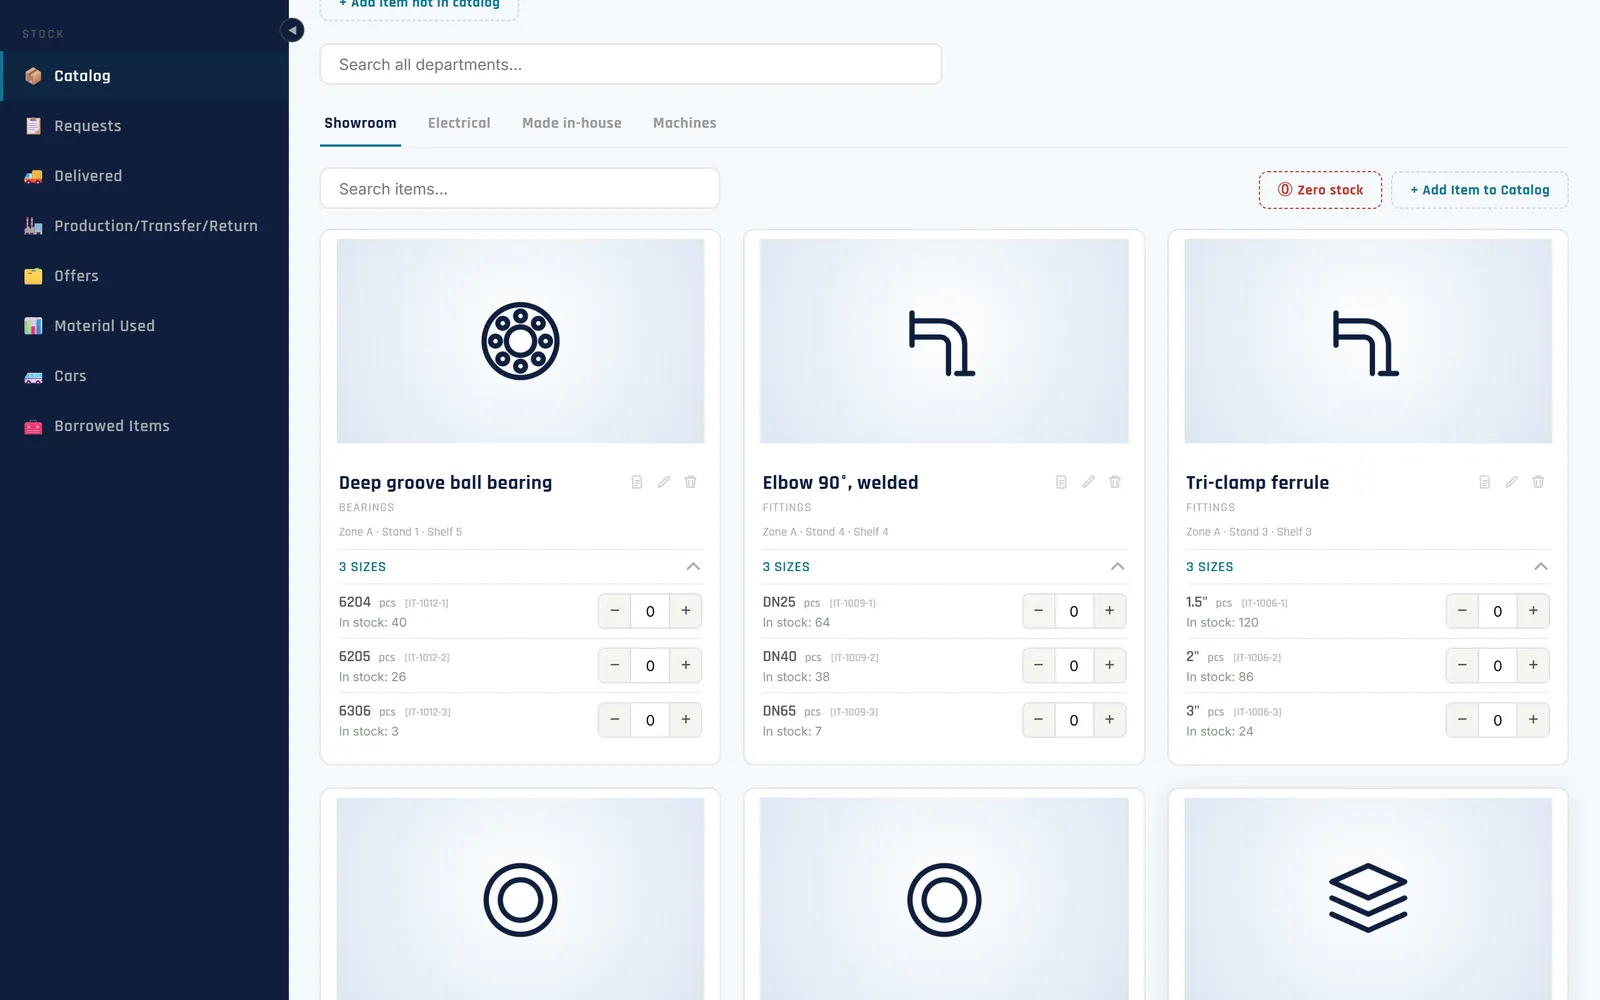 STOCK
Catalog
Requests
Delivered
Production/Transfer/Return
Offers
Material Used
Cars
Borrowed Items
+ Add item not in catalog
Search all departments...
Showroom Electrical Made in-house Machines
Search items...
0 Zero stock
+ Add Item to Catalog
Deep groove ball bearing
BEARINGS
Zone A · Stand 1 · Shelf 5
3 SIZES
6204 pcs [IT-1012-1]
In stock: 40
− 0 +
6205 pcs [IT-1012-2]
In stock: 26
− 0 +
6306 pcs [IT-1012-3]
In stock: 3
− 0 +
Elbow 90°, welded
FITTINGS
Zone A · Stand 4 · Shelf 4
3 SIZES
DN25 pcs [IT-1009-1]
In stock: 64
− 0 +
DN40 pcs [IT-1009-2]
In stock: 38
− 0 +
DN65 pcs [IT-1009-3]
In stock: 7
− 0 +
Tri-clamp ferrule
FITTINGS
Zone A · Stand 3 · Shelf 3
3 SIZES
1.5" pcs [IT-1006-1]
In stock: 120
− 0 +
2" pcs [IT-1006-2]
In stock: 86
− 0 +
3" pcs [IT-1006-3]
In stock: 24
− 0 +